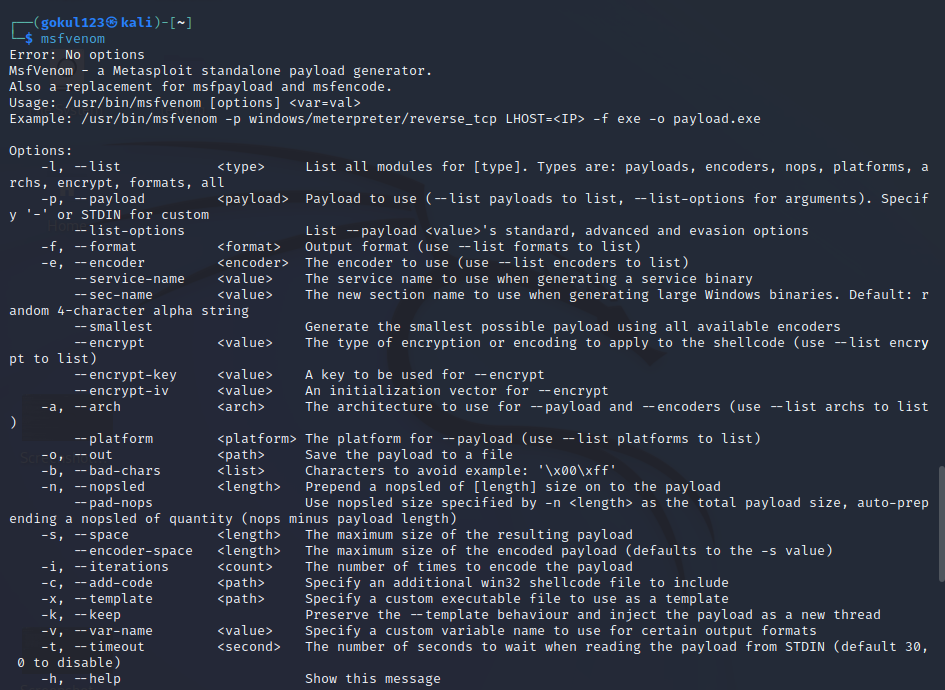 ┌──(gokul123㉿kali)-[~]
└─$ msfvenom
Error: No options
MsfVenom - a Metasploit standalone payload generator.
Also a replacement for msfpayload and msfencode.
Usage: /usr/bin/msfvenom [options] <var=val>
Example: /usr/bin/msfvenom -p windows/meterpreter/reverse_tcp LHOST=<IP> -f exe -o payload.exe

Options:
    -l, --list            <type>     List all modules for [type]. Types are: payloads, encoders, nops, platforms, a
rchs, encrypt, formats, all
    -p, --payload         <payload>  Payload to use (--list payloads to list, --list-options for arguments). Specif
y '-' or STDIN for custom
        --list-options               List --payload <value>'s standard, advanced and evasion options
    -f, --format          <format>   Output format (use --list formats to list)
    -e, --encoder         <encoder>  The encoder to use (use --list encoders to list)
        --service-name    <value>    The service name to use when generating a service binary
        --sec-name        <value>    The new section name to use when generating large Windows binaries. Default: r
andom 4-character alpha string
        --smallest                   Generate the smallest possible payload using all available encoders
        --encrypt         <value>    The type of encryption or encoding to apply to the shellcode (use --list encry
pt to list)
        --encrypt-key     <value>    A key to be used for --encrypt
        --encrypt-iv      <value>    An initialization vector for --encrypt
    -a, --arch            <arch>     The architecture to use for --payload and --encoders (use --list archs to list
)
        --platform        <platform> The platform for --payload (use --list platforms to list)
    -o, --out             <path>     Save the payload to a file
    -b, --bad-chars       <list>     Characters to avoid example: '\x00\xff'
    -n, --nopsled         <length>   Prepend a nopsled of [length] size on to the payload
        --pad-nops                   Use nopsled size specified by -n <length> as the total payload size, auto-prep
ending a nopsled of quantity (nops minus payload length)
    -s, --space           <length>   The maximum size of the resulting payload
        --encoder-space   <length>   The maximum size of the encoded payload (defaults to the -s value)
    -i, --iterations      <count>    The number of times to encode the payload
    -c, --add-code        <path>     Specify an additional win32 shellcode file to include
    -x, --template        <path>     Specify a custom executable file to use as a template
    -k, --keep                       Preserve the --template behaviour and inject the payload as a new thread
    -v, --var-name        <value>    Specify a custom variable name to use for certain output formats
    -t, --timeout         <second>   The number of seconds to wait when reading the payload from STDIN (default 30,
 0 to disable)
    -h, --help                       Show this message